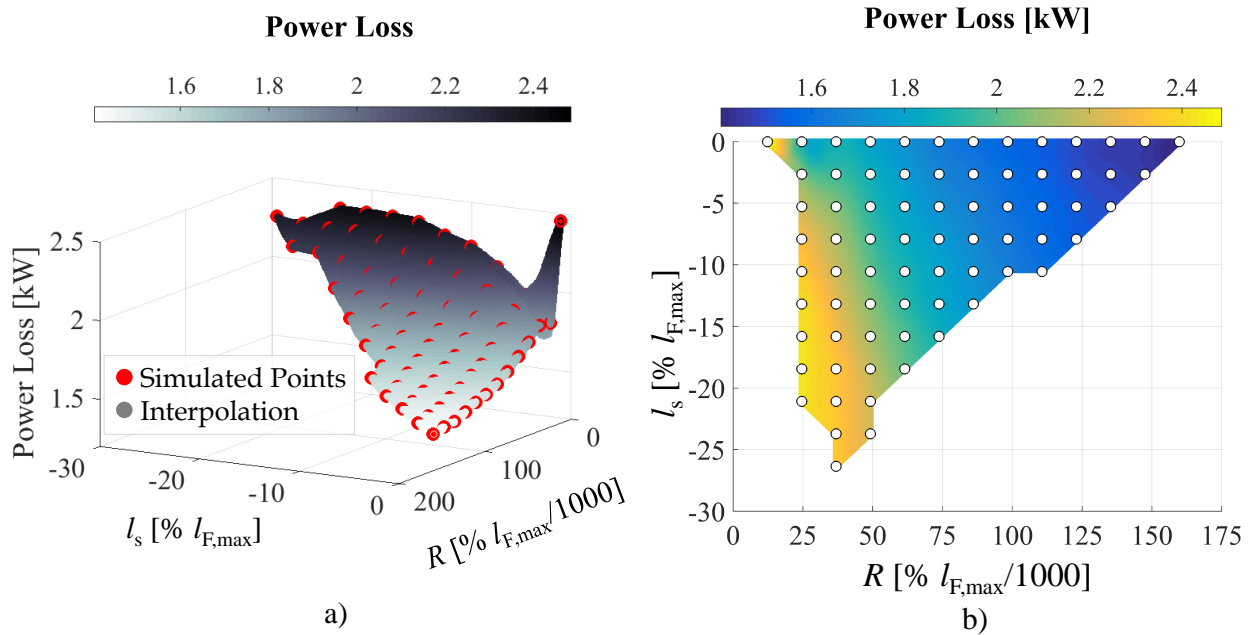 Power Loss
1.6 1.8 2 2.2 2.4
2.5
2
1.5
Power Loss [kW]
Simulated Points
Interpolation
-30 -20 -10 0
200 100 0
l_s [% l_F,max]
R [% l_F,max/1000]
a)
Power Loss [kW]
1.6 1.8 2 2.2 2.4
0
-5
-10
-15
-20
-25
-30
l_s [% l_F,max]
0 25 50 75 100 125 150 175
R [% l_F,max/1000]
b)